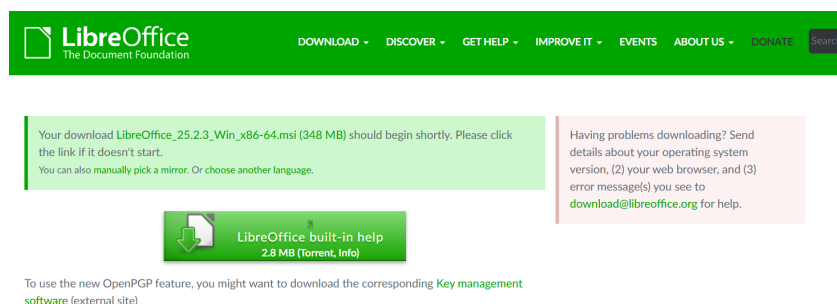 LibreOffice
The Document Foundation
DOWNLOAD DISCOVER GET HELP IMPROVE IT EVENTS ABOUT US DONATE Searc
Your download LibreOffice_25.2.3_Win_x86-64.msi (348 MB) should begin shortly. Please click
the link if it doesn't start.
You can also manually pick a mirror. Or choose another language.
Having problems downloading? Send
details about your operating system
version, (2) your web browser, and (3)
error message(s) you see to
download@libreoffice.org for help.
LibreOffice built-in help
2.8 MB (Torrent, Info)
To use the new OpenPGP feature, you might want to download the corresponding Key management
software (external site)